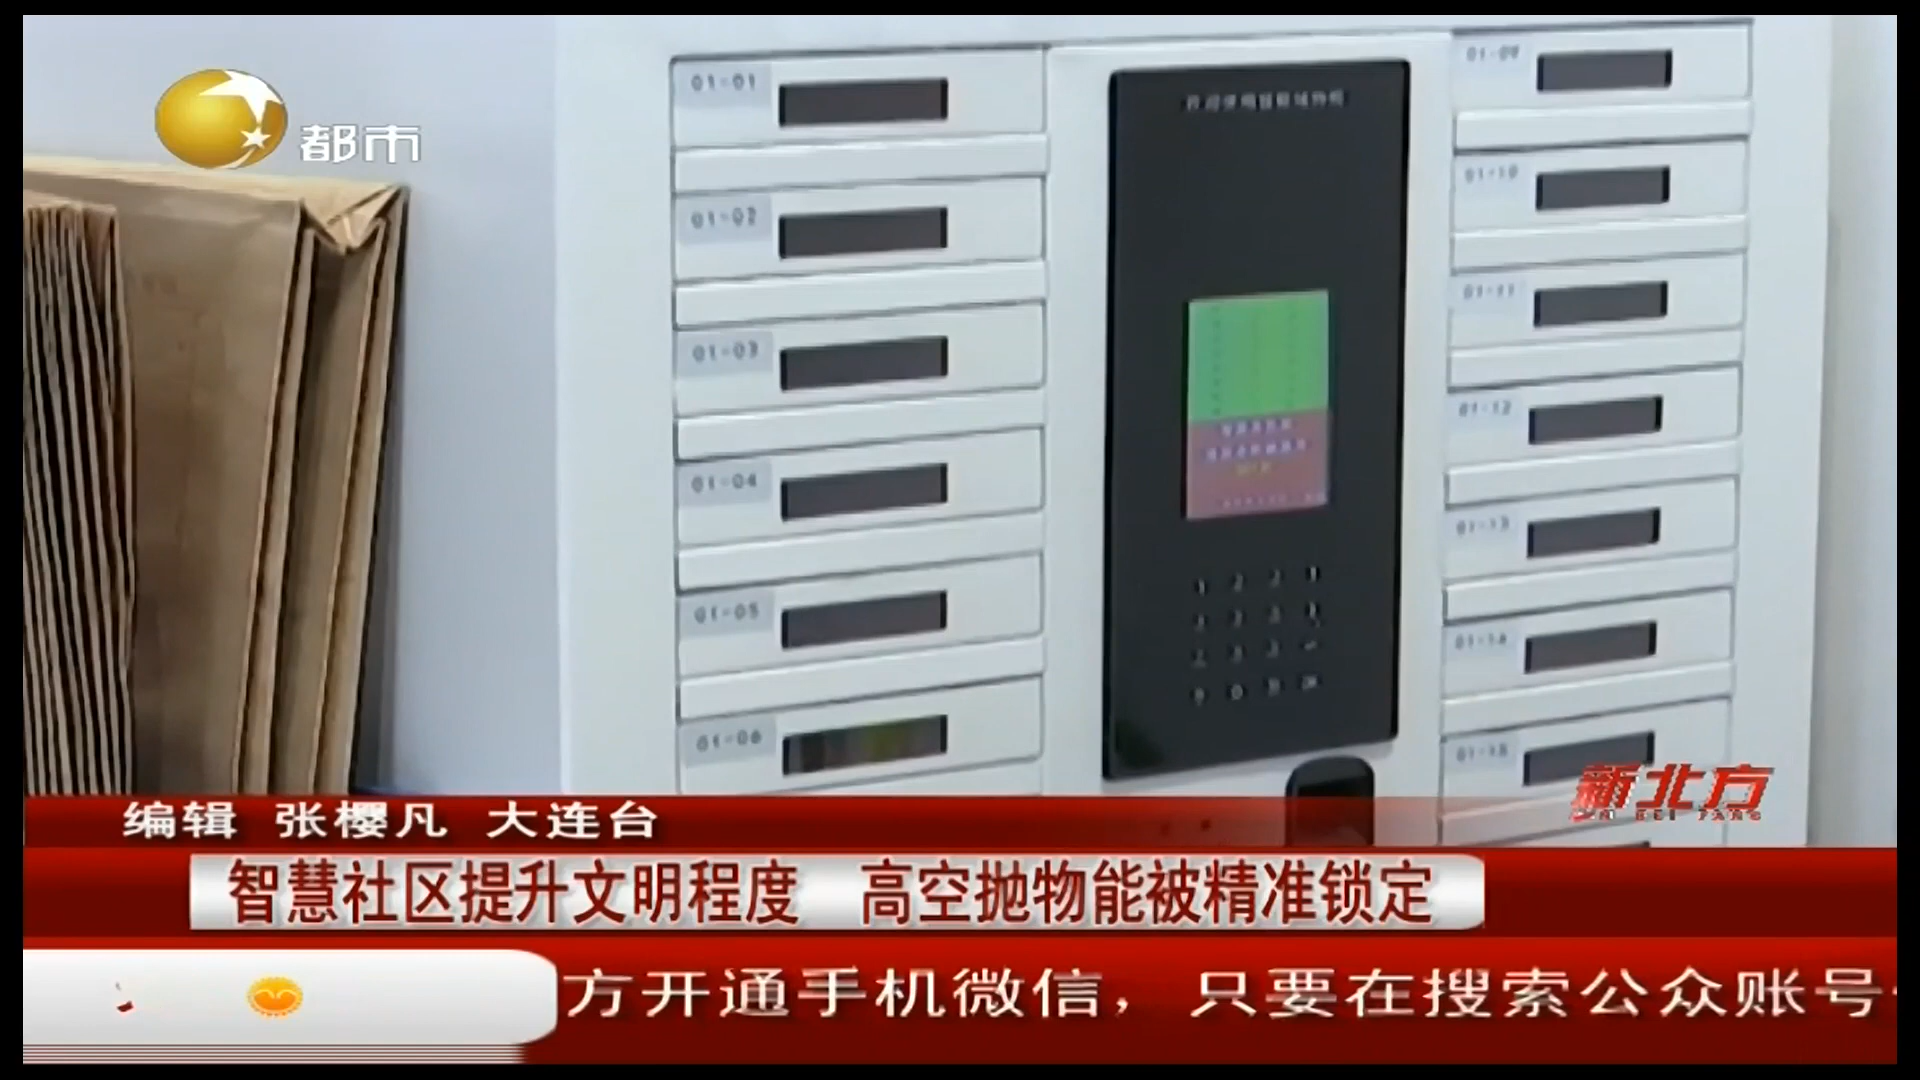 都市
01-01
01-02
01-03
01-04
01-05
01-06
01-09
01-10
01-11
01-12
01-13
01-14
01-15
新北方
编辑 张樱凡 大连台
智慧社区提升文明程度 高空抛物能被精准锁定
方开通手机微信，只要在搜索公众账号